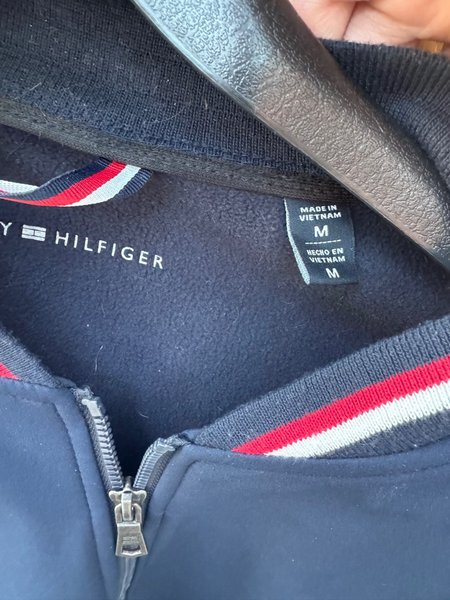 Y HILFIGER
MADE IN
VIETNAM
M
HECHO EN
VIETNAM
M